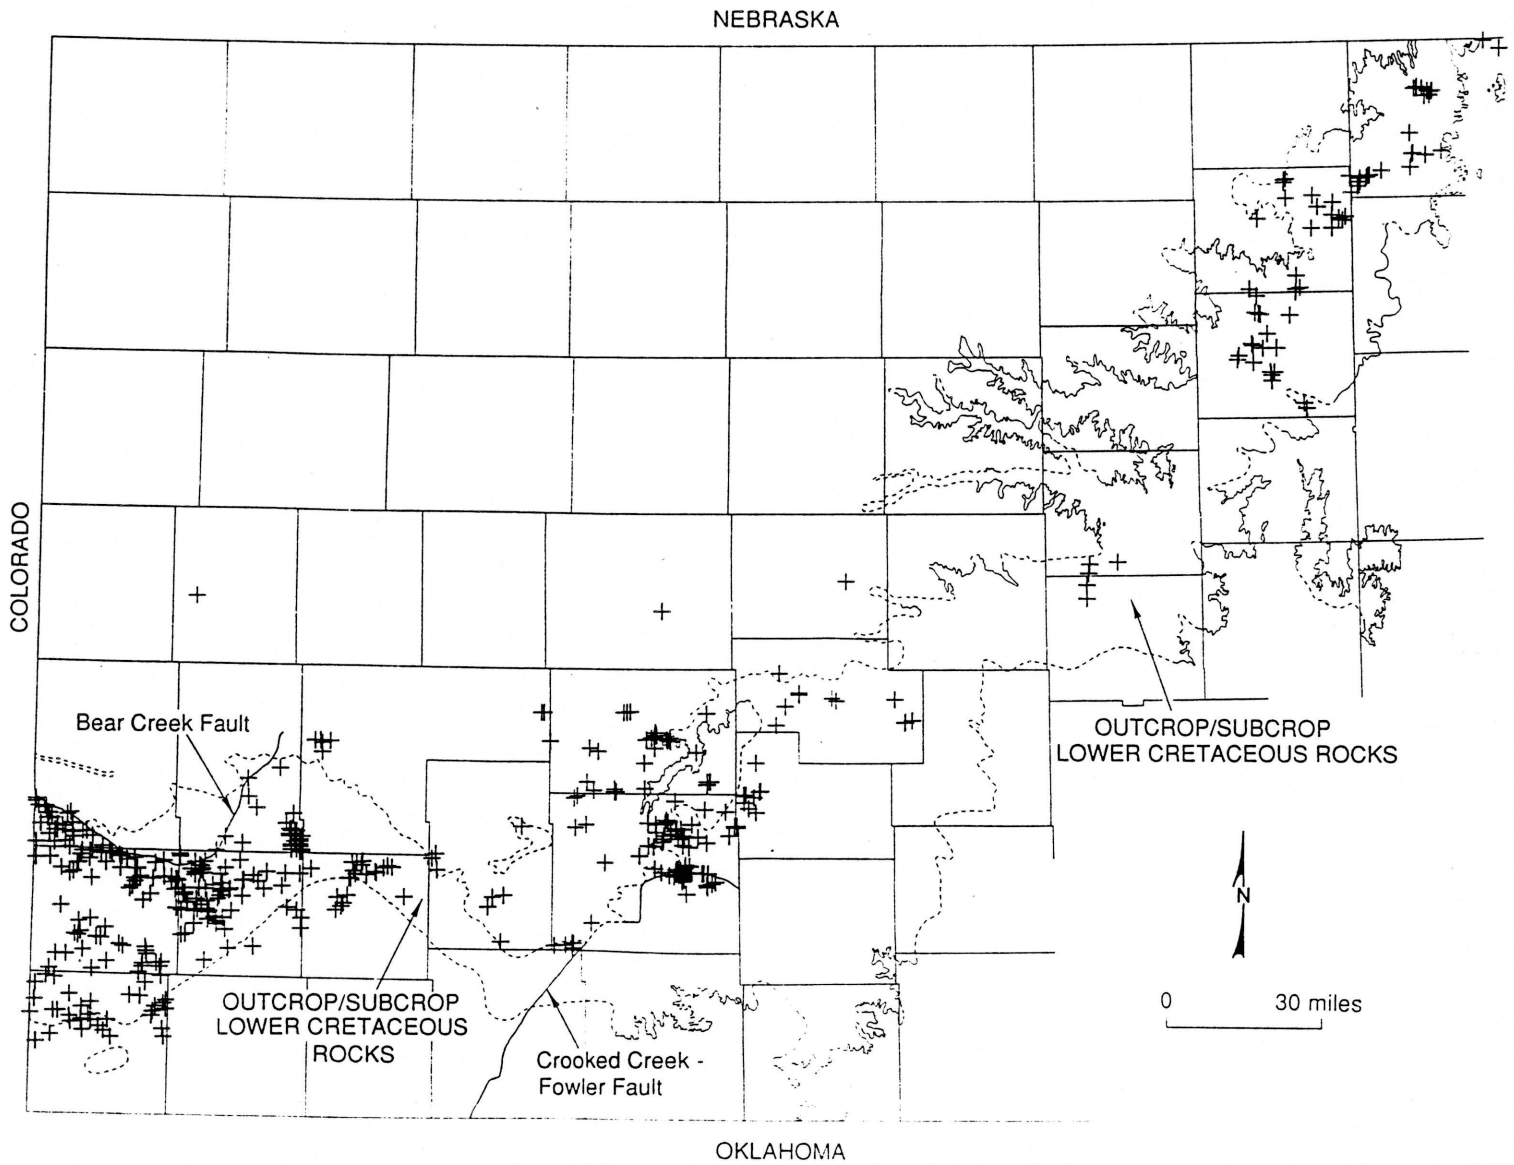 NEBRASKA
COLORADO
Bear Creek Fault
OUTCROP/SUBCROP
LOWER CRETACEOUS ROCKS
N
0 30 miles
OUTCROP/SUBCROP
LOWER CRETACEOUS
ROCKS
Crooked Creek -
Fowler Fault
OKLAHOMA